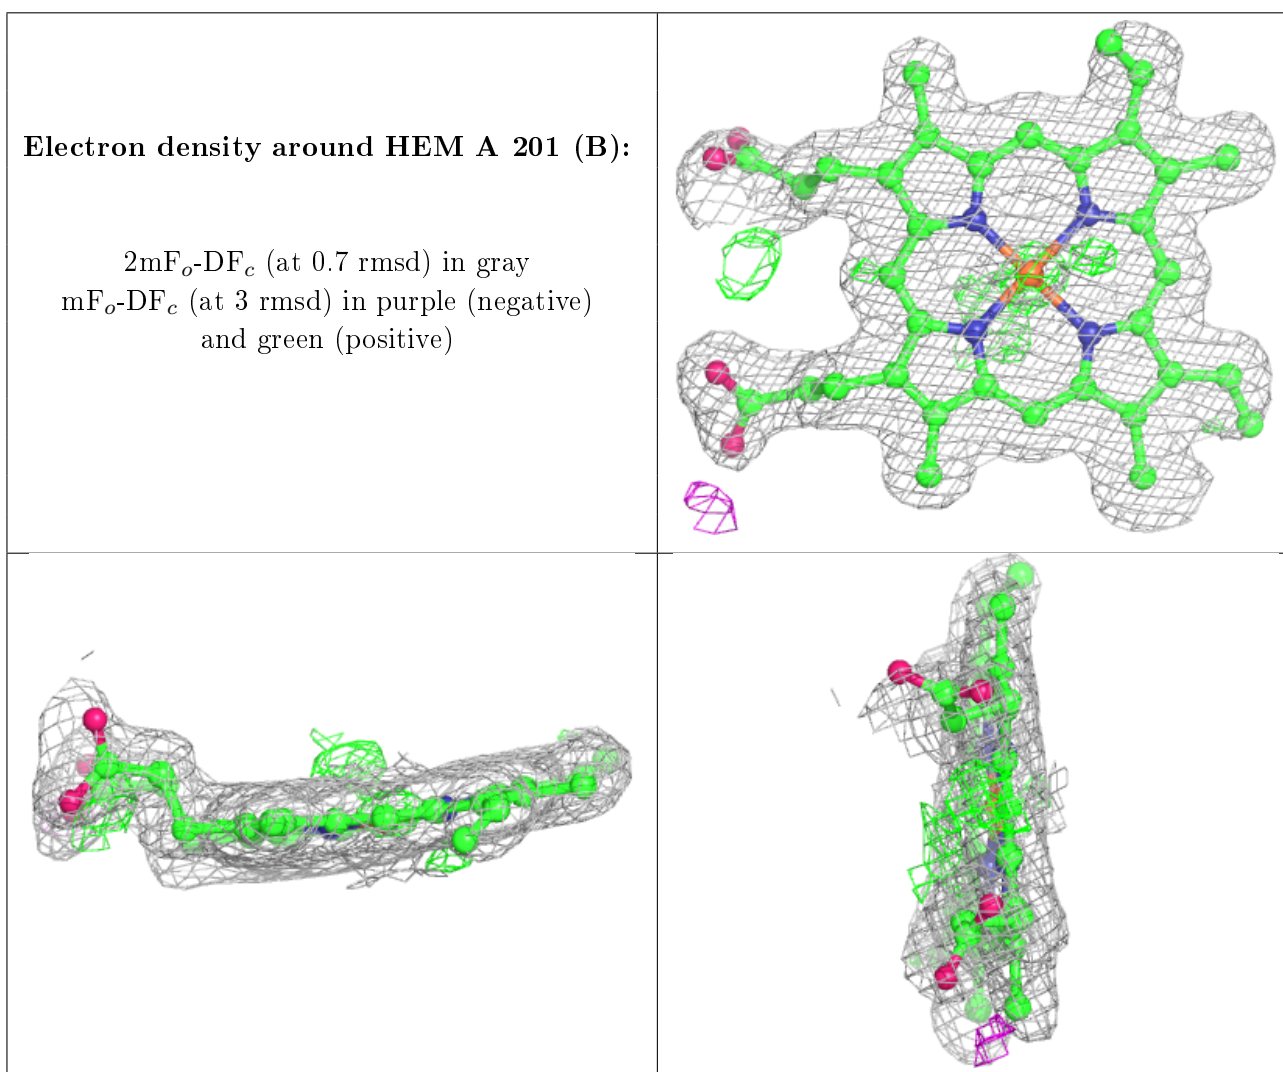 Electron density around HEM A 201 (B):
2mFₒ-DF𝒸 (at 0.7 rmsd) in gray
mFₒ-DF𝒸 (at 3 rmsd) in purple (negative)
and green (positive)